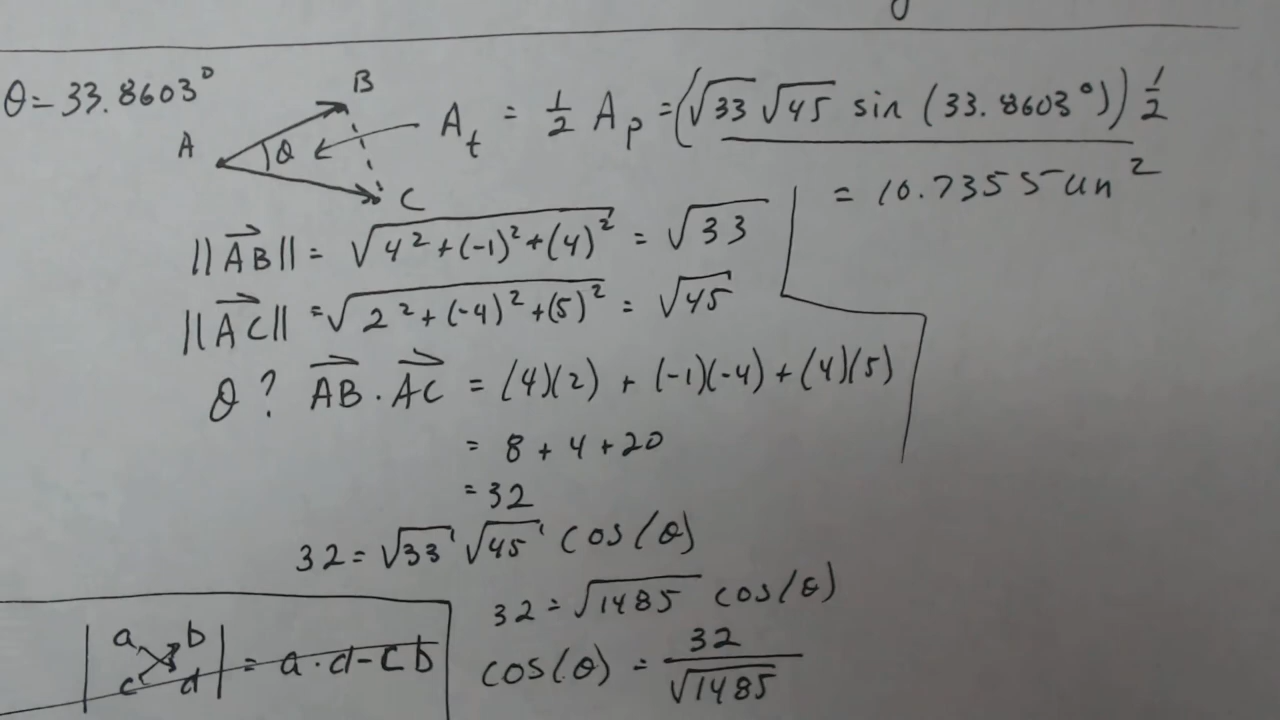 θ = 33.8603°
B
A θ C
A_t = 1/2 A_p = (√33 √45 sin (33.8603°)) 1/2
= 10.7355 un²
||AB|| = √(4² + (-1)² + (4)²) = √33
||AC|| = √(2² + (-4)² + (5)²) = √45
θ? AB · AC = (4)(2) + (-1)(-4) + (4)(5)
= 8 + 4 + 20
= 32
32 = √33 √45 cos(θ)
32 = √1485 cos(θ)
cos(θ) = 32/√1485
|a b|
|c d| = a·d - cb